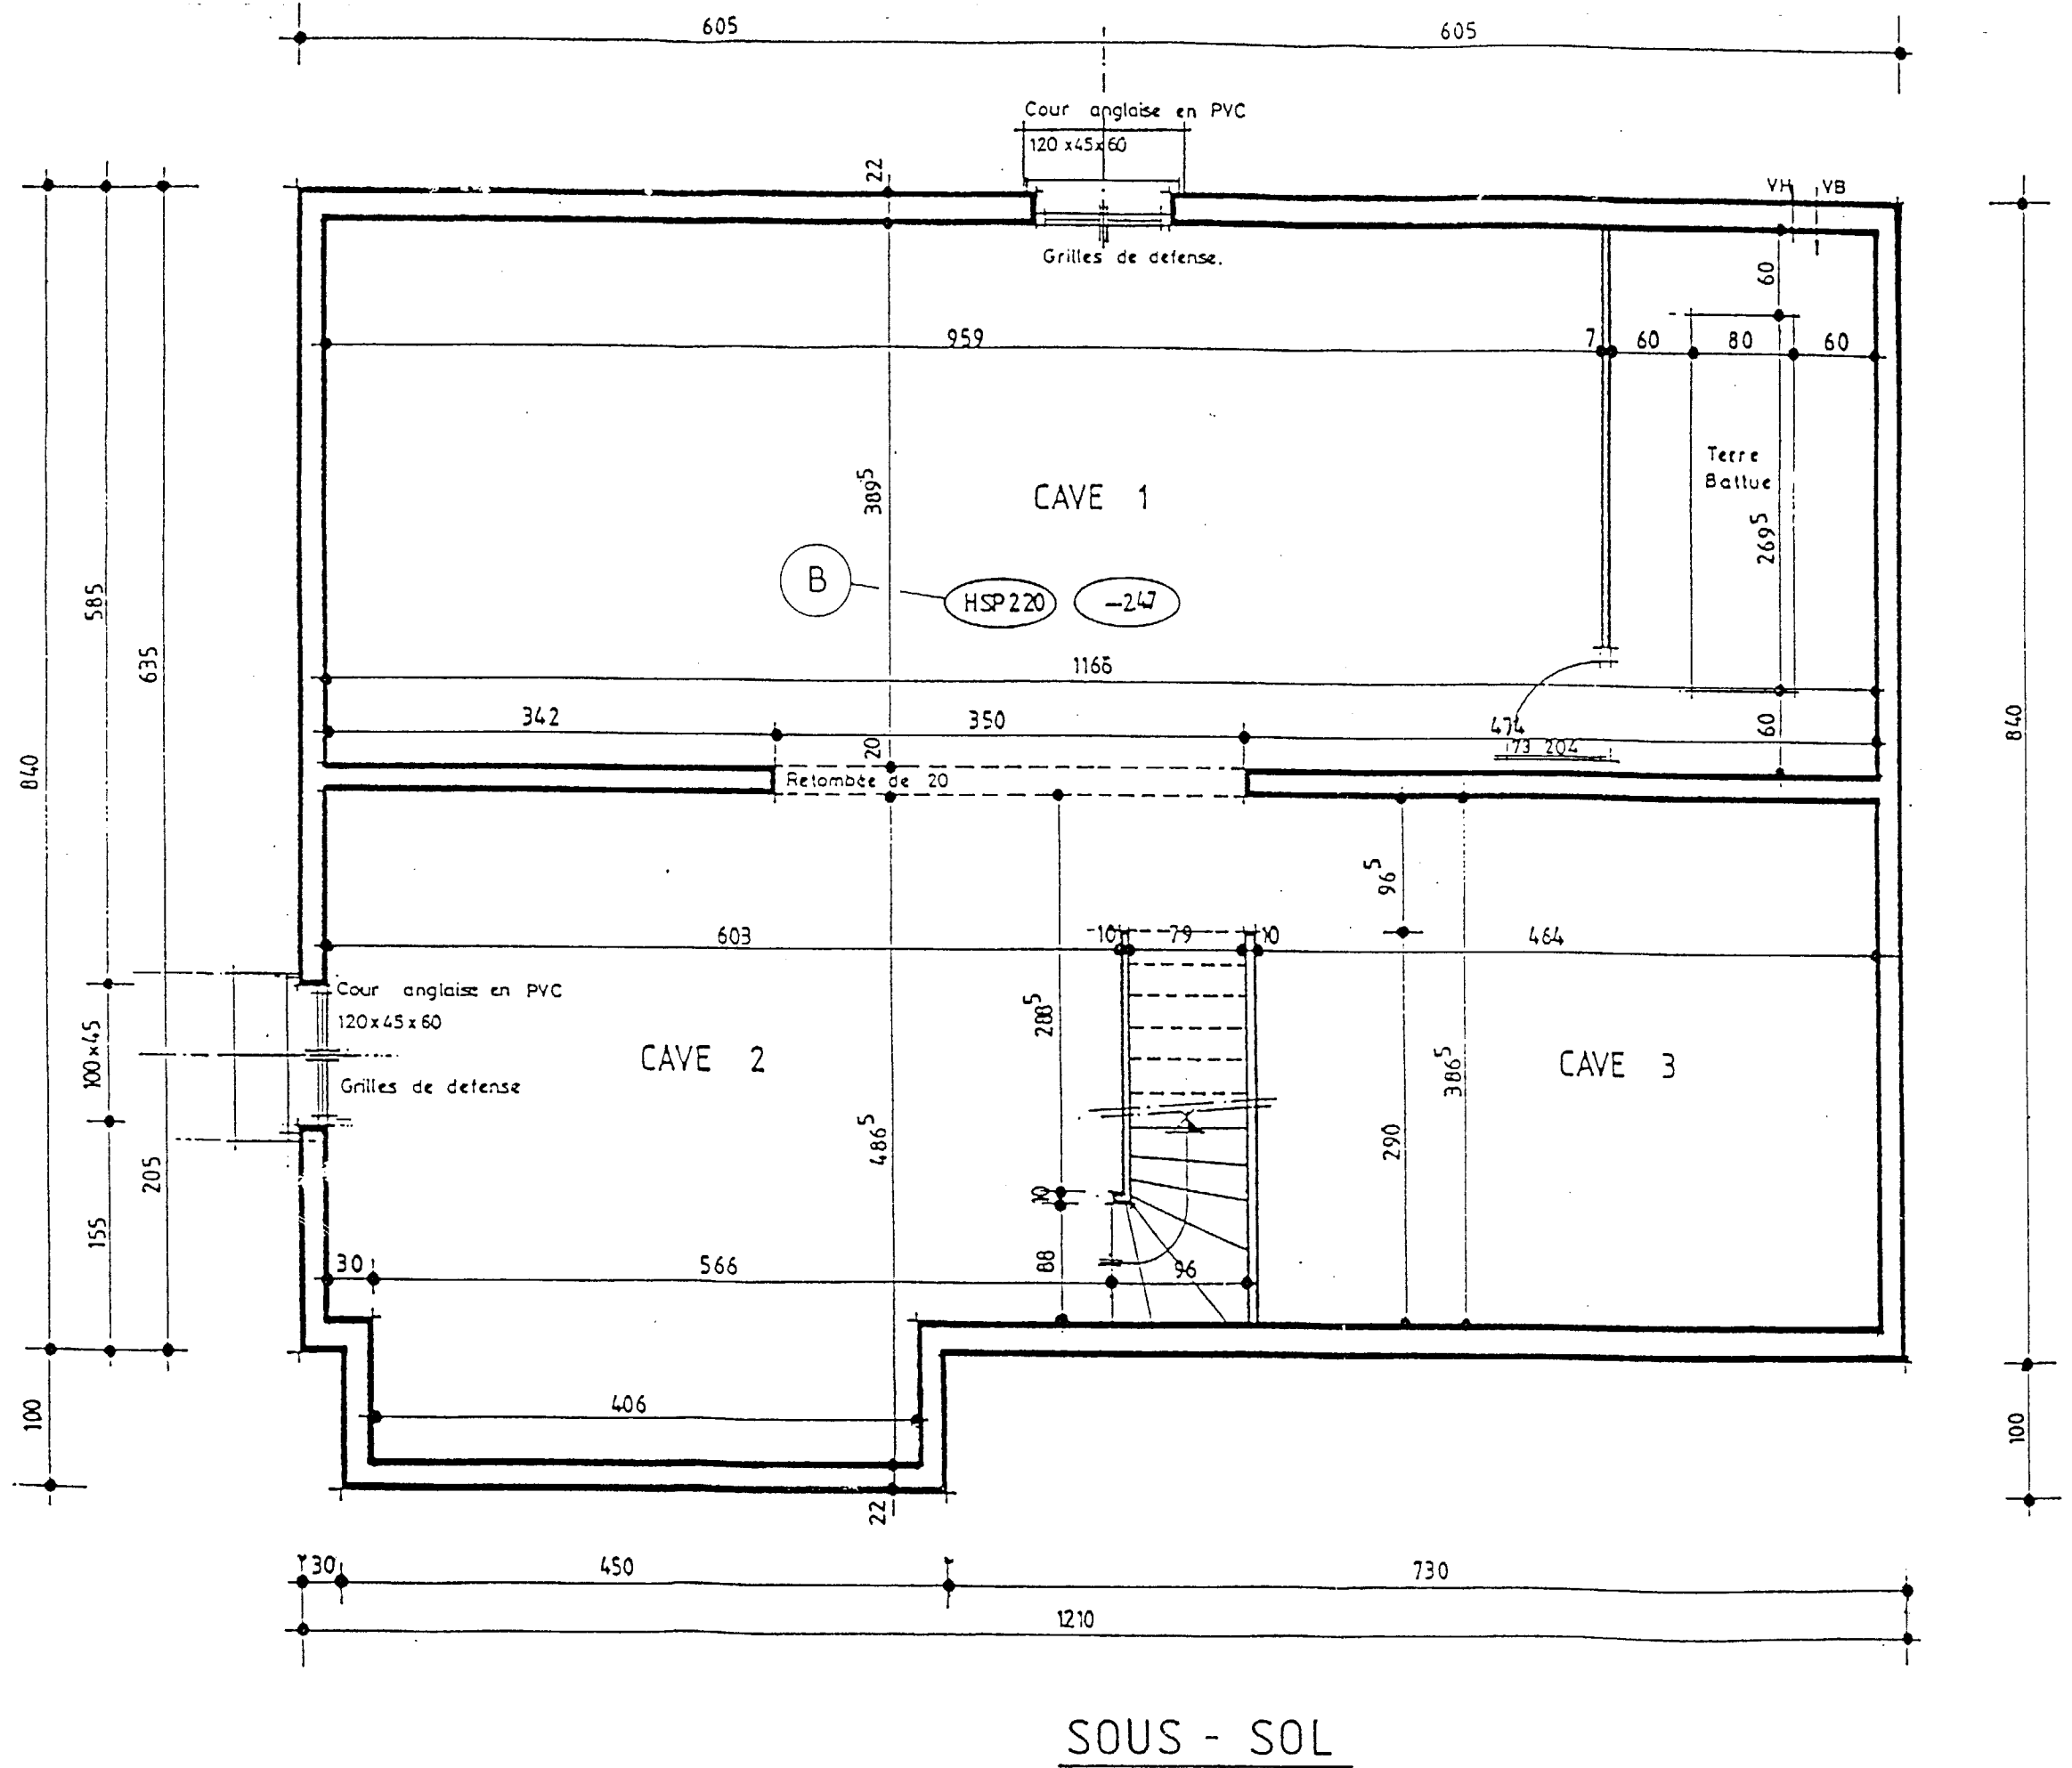 605
605
Cour anglaise en PVC
120 x45x60
22
VH VB
Grilles de defense.
60
959
7 60 80 60
Terre
Battue
389⁵
CAVE 1
269⁵
B
HSP220
-247
585
635
1166
342
350
474
60
73 204
20
Retombée de 20
840
840
96⁵
603
10 79 10
464
Cour anglaise en PVC
120x45x60
Grilles de defense
100x45
CAVE 2
288⁵
CAVE 3
386⁵
486⁵
290
205
155
10
88
30
566
96
406
100
100
22
30
450
730
1210
SOUS - SOL